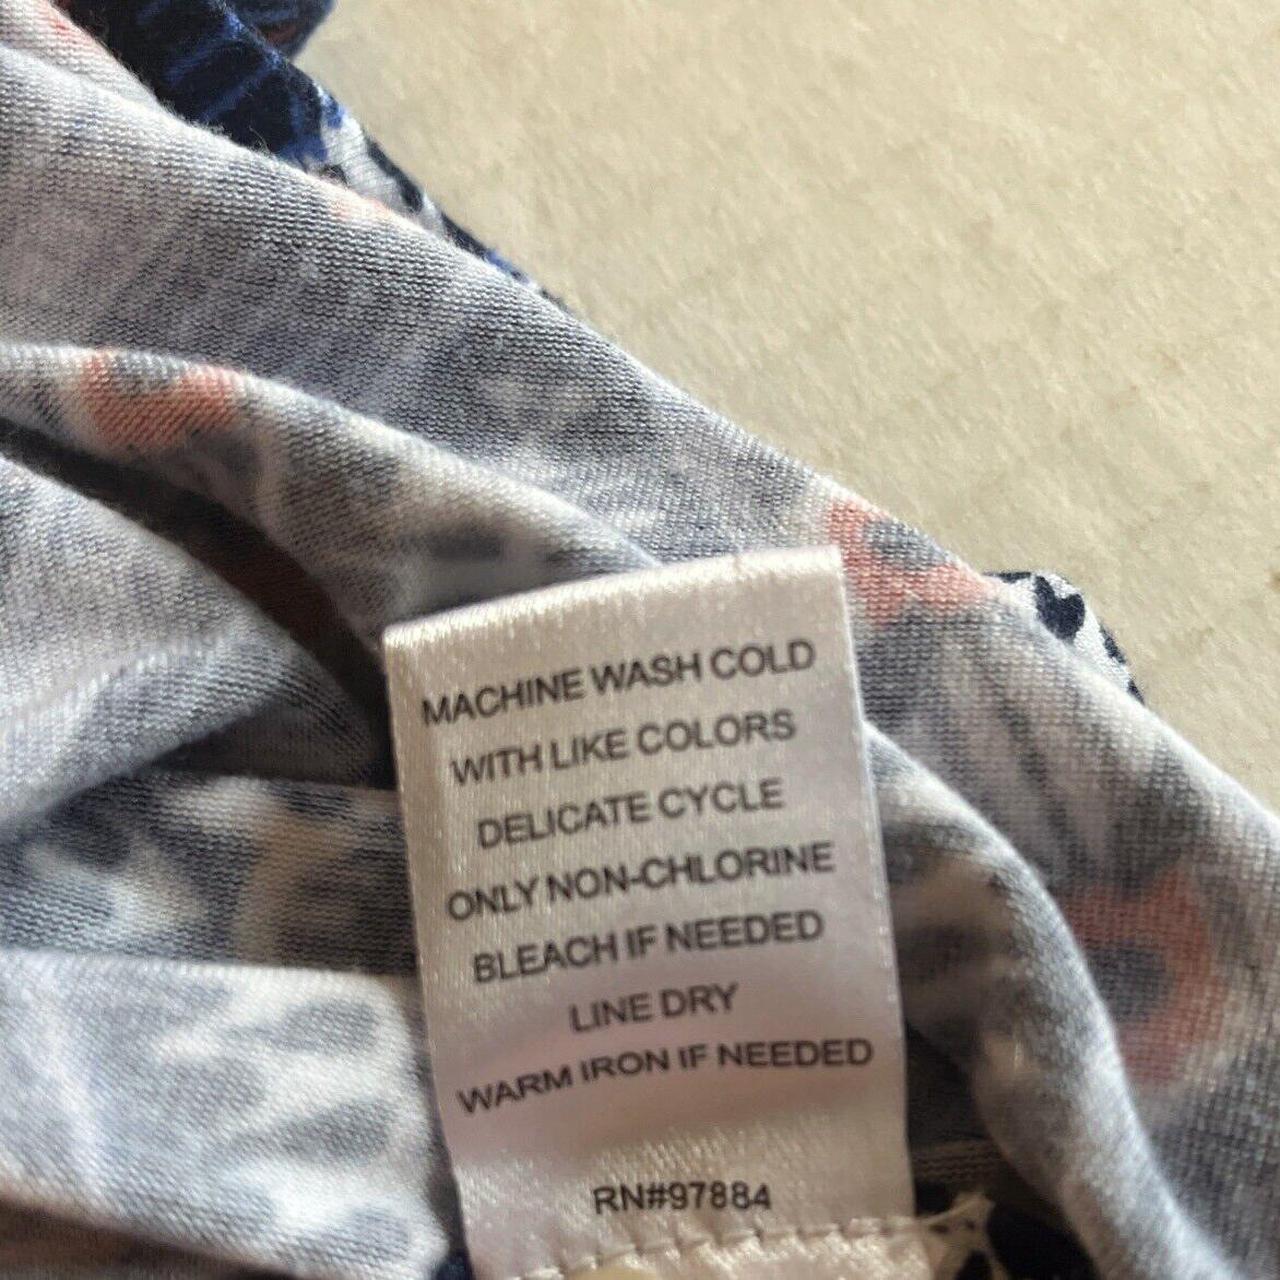 MACHINE WASH COLD
WITH LIKE COLORS
DELICATE CYCLE
ONLY NON-CHLORINE
BLEACH IF NEEDED
LINE DRY
WARM IRON IF NEEDED
RN#97884